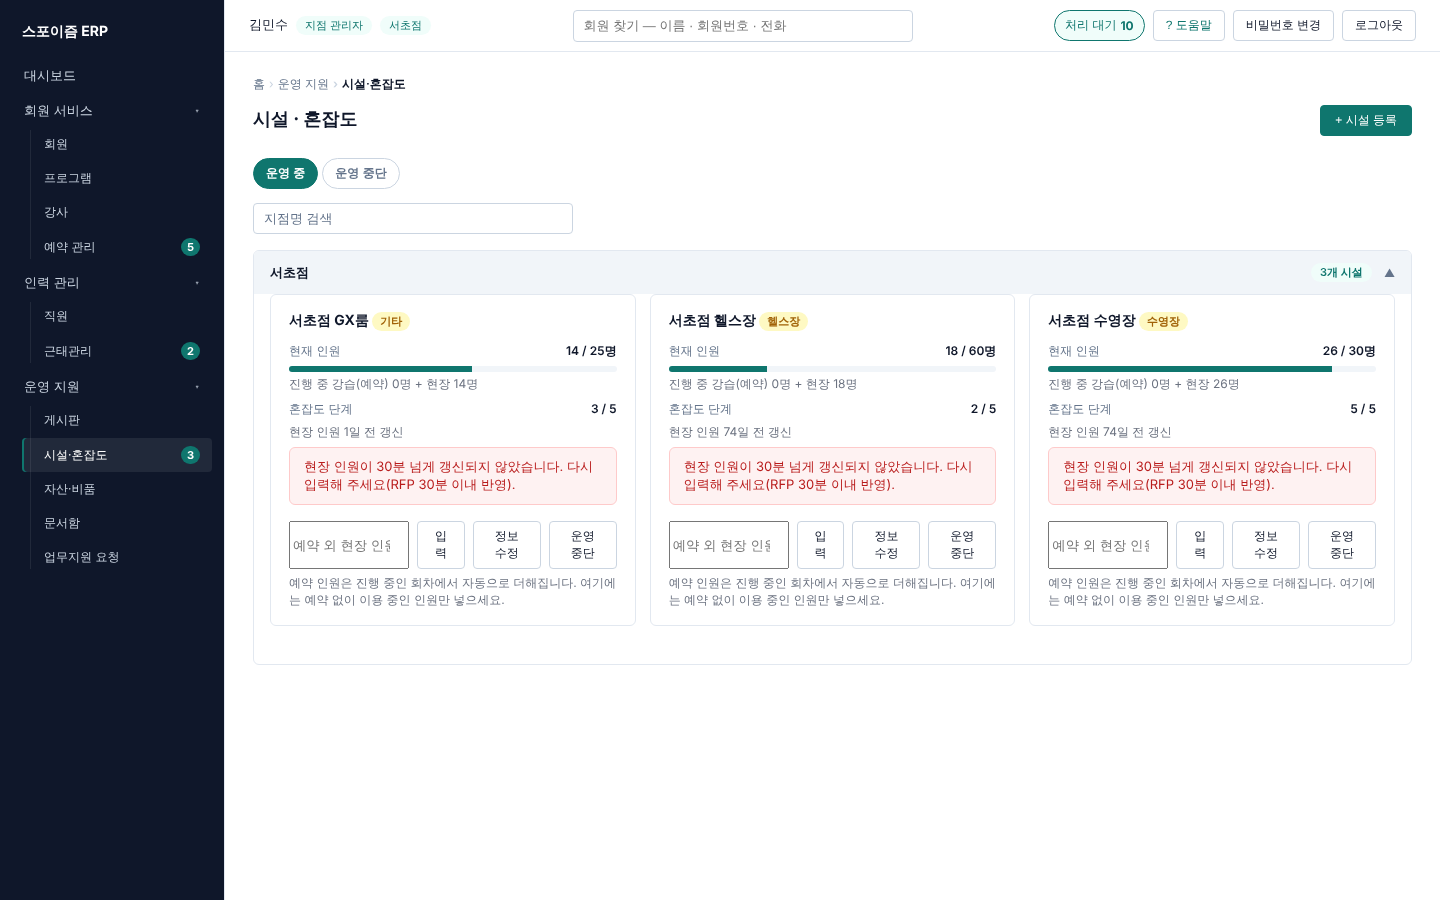 스포이즘 ERP
대시보드
회원 서비스
회원
프로그램
강사
예약 관리 5
인력 관리
직원
근태관리 2
운영 지원
게시판
시설·혼잡도 3
자산·비품
문서함
업무지원 요청
김민수 지점 관리자 서초점 회원 찾기 — 이름 · 회원번호 · 전화 처리 대기 10 ? 도움말 비밀번호 변경 로그아웃
홈 › 운영 지원 › 시설·혼잡도
시설 · 혼잡도 + 시설 등록
운영 중 운영 중단
지점명 검색
서초점 3개 시설 ▲
서초점 GX룸 기타
현재 인원 14 / 25명
진행 중 강습(예약) 0명 + 현장 14명
혼잡도 단계 3 / 5
현장 인원 1일 전 갱신
현장 인원이 30분 넘게 갱신되지 않았습니다. 다시
입력해 주세요(RFP 30분 이내 반영).
예약 외 현장 인원
입
력
정보
수정
운영
중단
예약 인원은 진행 중인 회차에서 자동으로 더해집니다. 여기에
는 예약 없이 이용 중인 인원만 넣으세요.
서초점 헬스장 헬스장
현재 인원 18 / 60명
진행 중 강습(예약) 0명 + 현장 18명
혼잡도 단계 2 / 5
현장 인원 74일 전 갱신
현장 인원이 30분 넘게 갱신되지 않았습니다. 다시
입력해 주세요(RFP 30분 이내 반영).
예약 외 현장 인원
입
력
정보
수정
운영
중단
예약 인원은 진행 중인 회차에서 자동으로 더해집니다. 여기에
는 예약 없이 이용 중인 인원만 넣으세요.
서초점 수영장 수영장
현재 인원 26 / 30명
진행 중 강습(예약) 0명 + 현장 26명
혼잡도 단계 5 / 5
현장 인원 74일 전 갱신
현장 인원이 30분 넘게 갱신되지 않았습니다. 다시
입력해 주세요(RFP 30분 이내 반영).
예약 외 현장 인원
입
력
정보
수정
운영
중단
예약 인원은 진행 중인 회차에서 자동으로 더해집니다. 여기에
는 예약 없이 이용 중인 인원만 넣으세요.